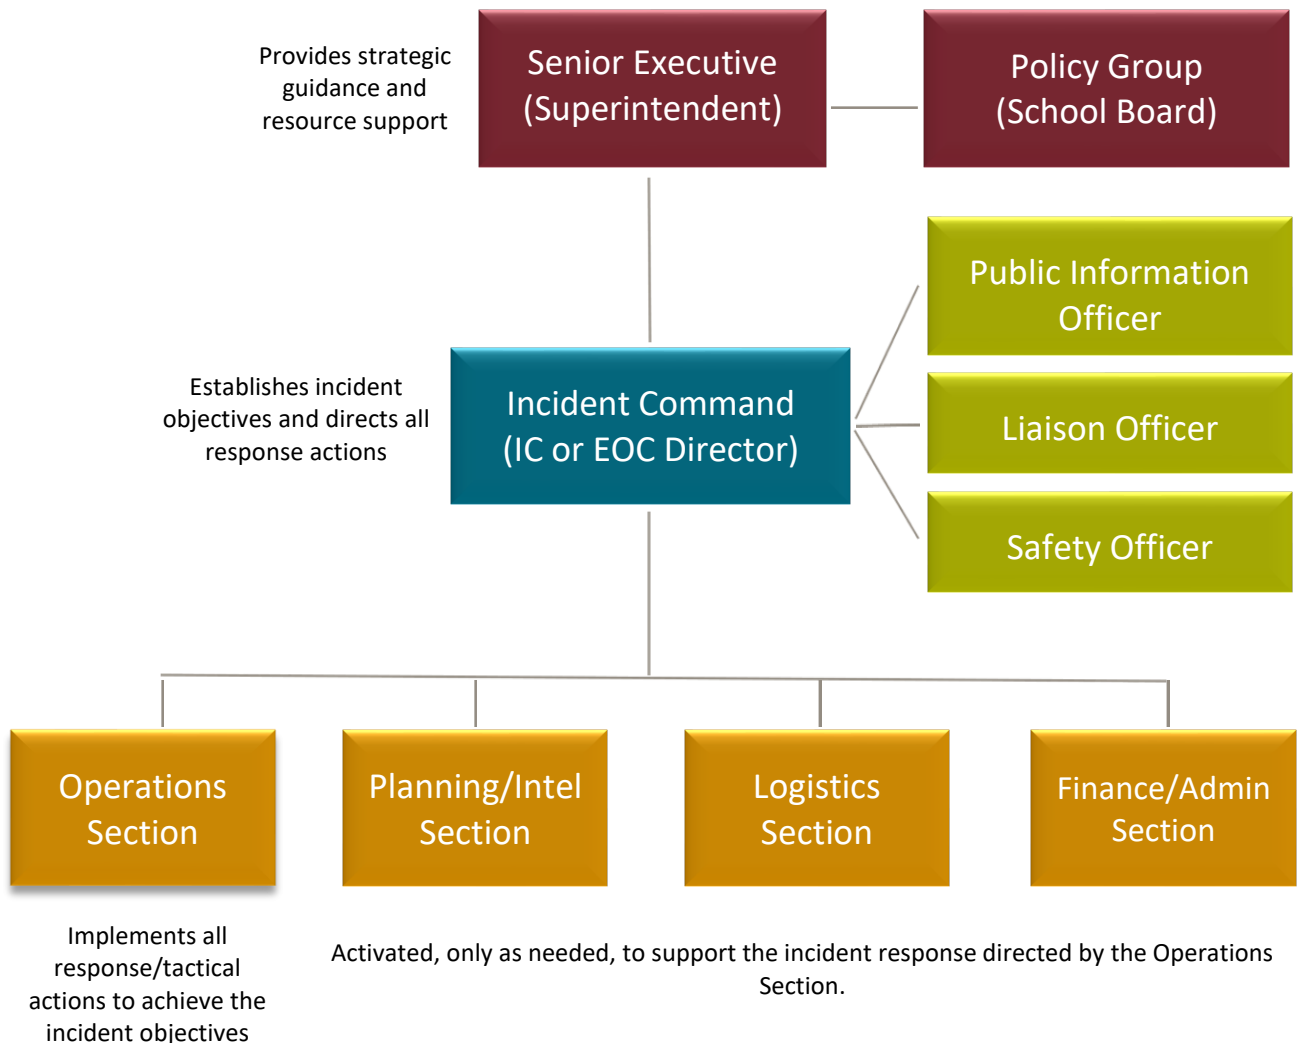 Provides strategic
guidance and
resource support
Senior Executive
(Superintendent)
Policy Group
(School Board)
Public Information
Officer
Establishes incident
objectives and directs all
response actions
Incident Command
(IC or EOC Director)
Liaison Officer
Safety Officer
Operations
Section
Planning/Intel
Section
Logistics
Section
Finance/Admin
Section
Implements all
response/tactical
actions to achieve the
incident objectives
Activated, only as needed, to support the incident response directed by the Operations
Section.